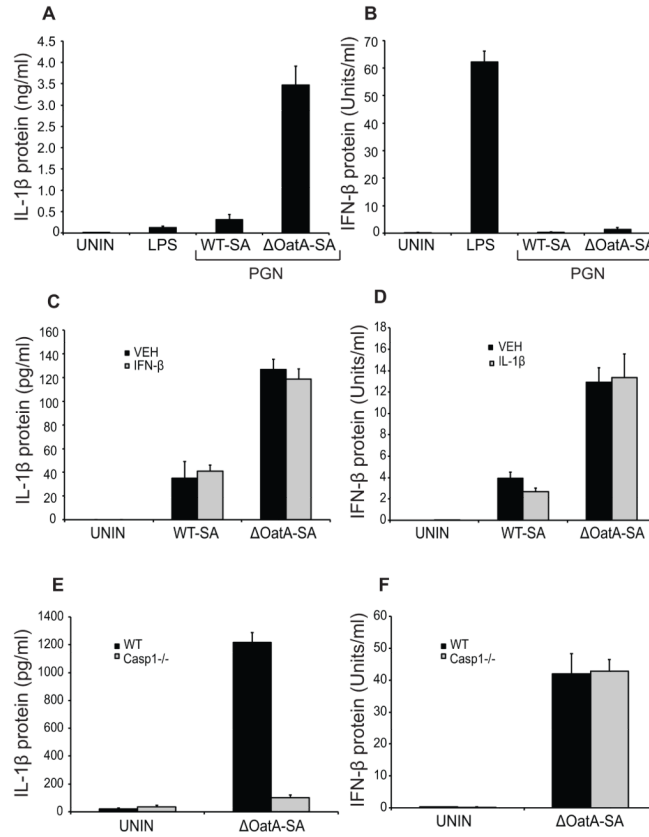 A
IL-1β protein (ng/ml)
4.5
4.0
3.5
3.0
2.5
2.0
1.5
1.0
0.5
UNIN LPS WT-SA ΔOatA-SA
PGN
B
IFN-β protein (Units/ml)
70
60
50
40
30
20
10
0
UNIN LPS WT-SA ΔOatA-SA
PGN
C
IL-1β protein (pg/ml)
160
140
120
100
80
60
40
20
0
VEH
IFN-β
UNIN WT-SA ΔOatA-SA
D
IFN-β protein (Units/ml)
18
16
14
12
10
8
6
4
2
0
VEH
IL-1β
UNIN WT-SA ΔOatA-SA
E
IL-1β protein (pg/ml)
1400
1200
1000
800
600
400
200
0
WT
Casp1-/-
UNIN ΔOatA-SA
F
IFN-β protein (Units/ml)
60
50
40
30
20
10
0
WT
Casp1-/-
UNIN ΔOatA-SA